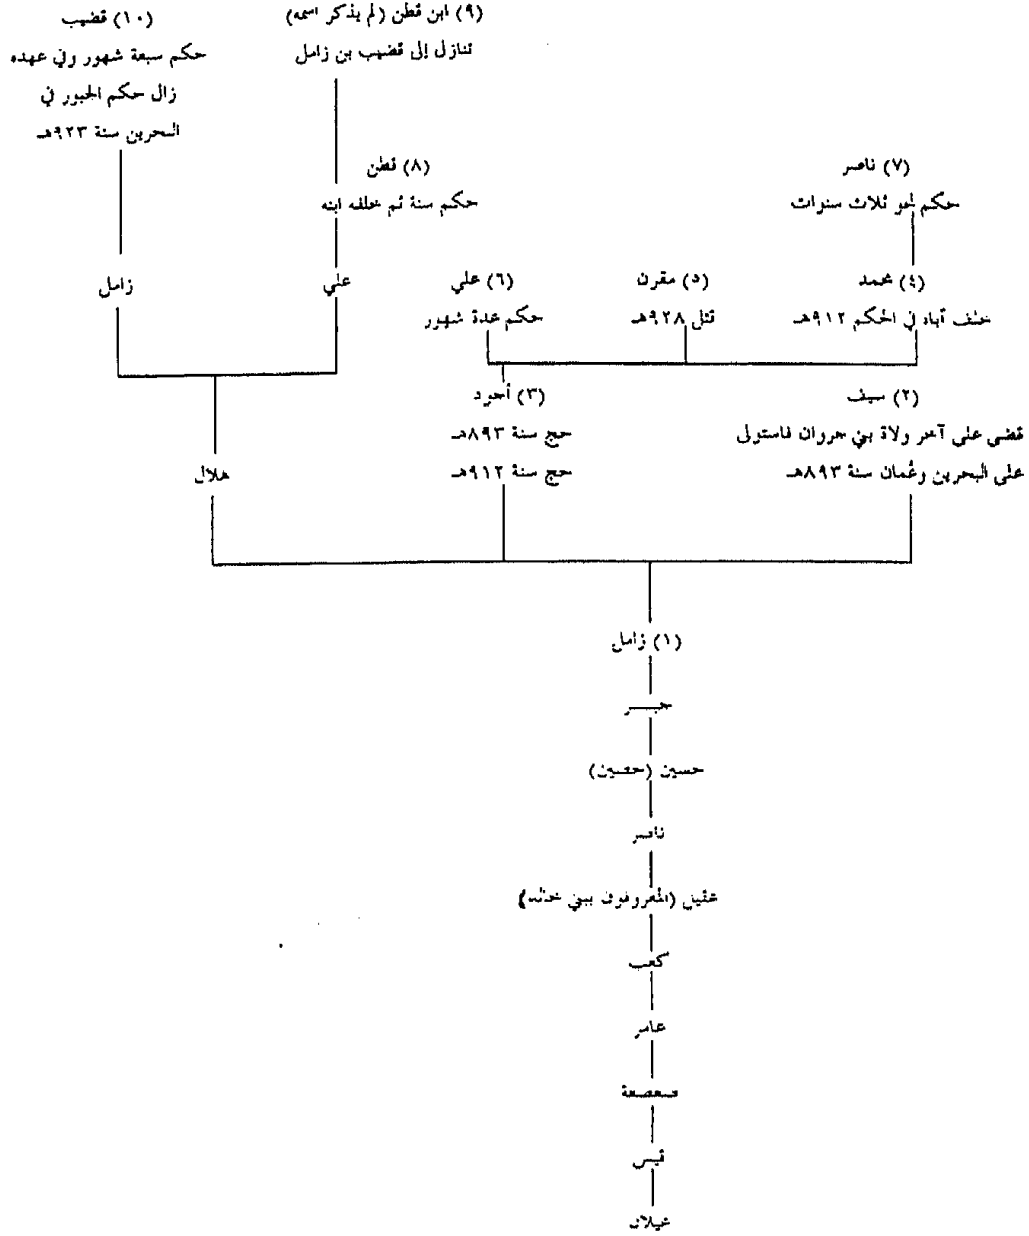 (١٠) قضيب
حكم سبعة شهور وفي عهده
زال حكم الجبور في
البحرين سنة ٩٢٣هـ
(٩) ابن قطن (لم يذكر اسمه)
تنازل إلى قضيب بن زامل
(٨) قطن
حكم سنة ثم خلفه ابنه
(٧) ناصر
حكم نحو ثلاث سنوات
زامل
علي
(٦) علي
حكم عدة شهور
(٥) مقرن
قتل ٩٢٨هـ
(٤) محمد
خلف أباه في الحكم ٩١٢هـ
هلال
(٣) أجود
حج سنة ٨٩٣هـ
حج سنة ٩١٢هـ
(٢) سيف
قضى على آخر ولاة بني جروان فاستولى
على البحرين وعُمان سنة ٨٩٣هـ
(١) زامل
جبر
حسين (حصين)
ناصر
عقيل (المعروفون ببني خالد)
كعب
عامر
صعصعة
قيس
عيلان